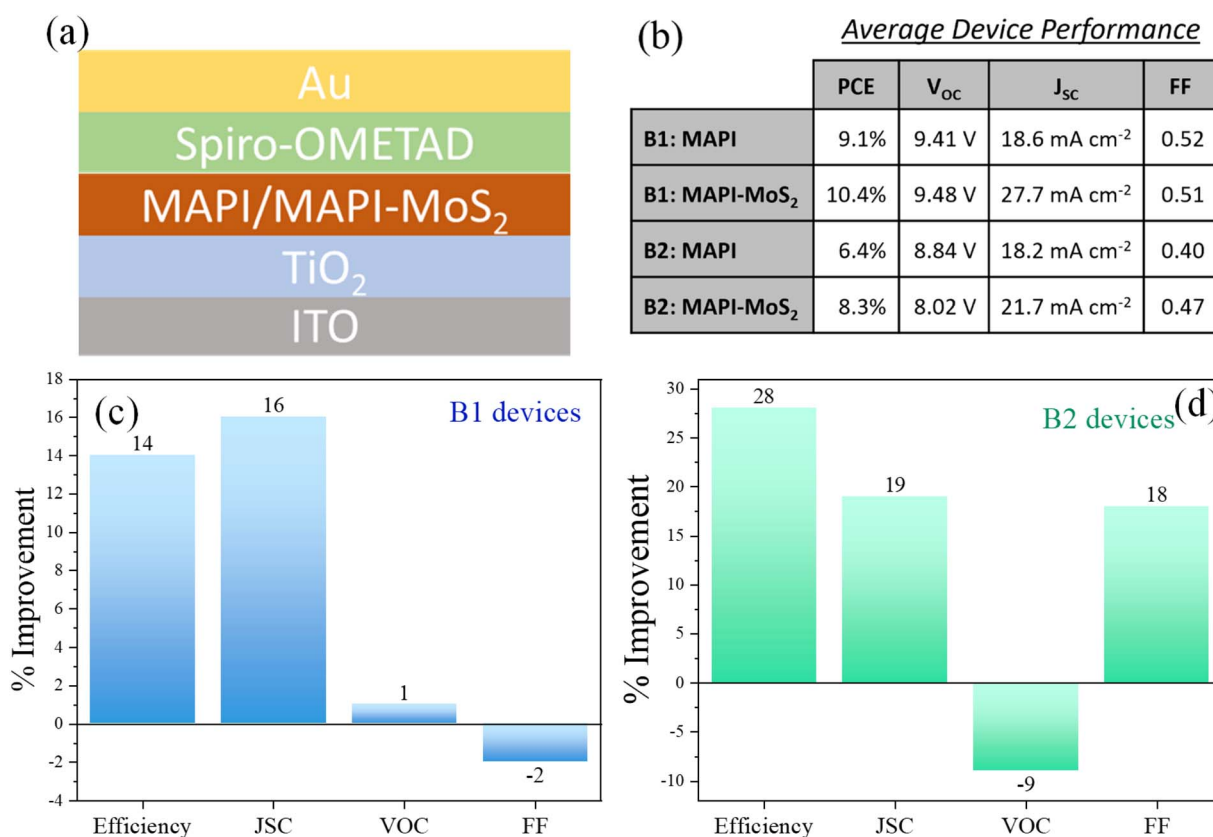 (a)
Au
Spiro-OMETAD
MAPI/MAPI-MoS₂
TiO₂
ITO
(b)
Average Device Performance
PCE V_OC J_SC FF
B1: MAPI 9.1% 9.41 V 18.6 mA cm⁻² 0.52
B1: MAPI-MoS₂ 10.4% 9.48 V 27.7 mA cm⁻² 0.51
B2: MAPI 6.4% 8.84 V 18.2 mA cm⁻² 0.40
B2: MAPI-MoS₂ 8.3% 8.02 V 21.7 mA cm⁻² 0.47
(c)
B1 devices
% Improvement
18
16
14
12
10
8
6
4
2
0
-2
-4
14
16
1
-2
Efficiency JSC VOC FF
(d)
B2 devices
% Improvement
30
25
20
15
10
5
0
-5
-10
28
19
-9
18
Efficiency JSC VOC FF